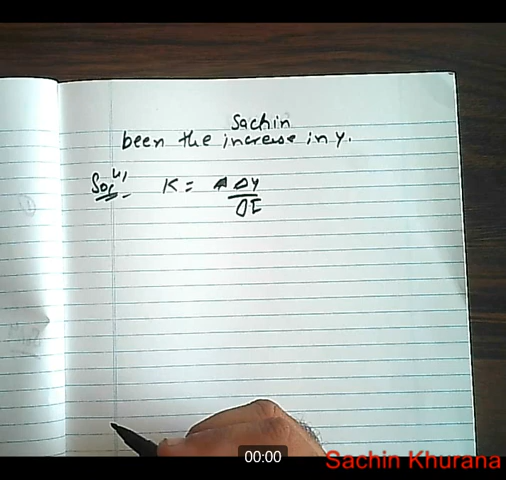 Sachin
been the increase in y.
Sol^n K = ΔY
ΔI
00:00
Sachin Khurana